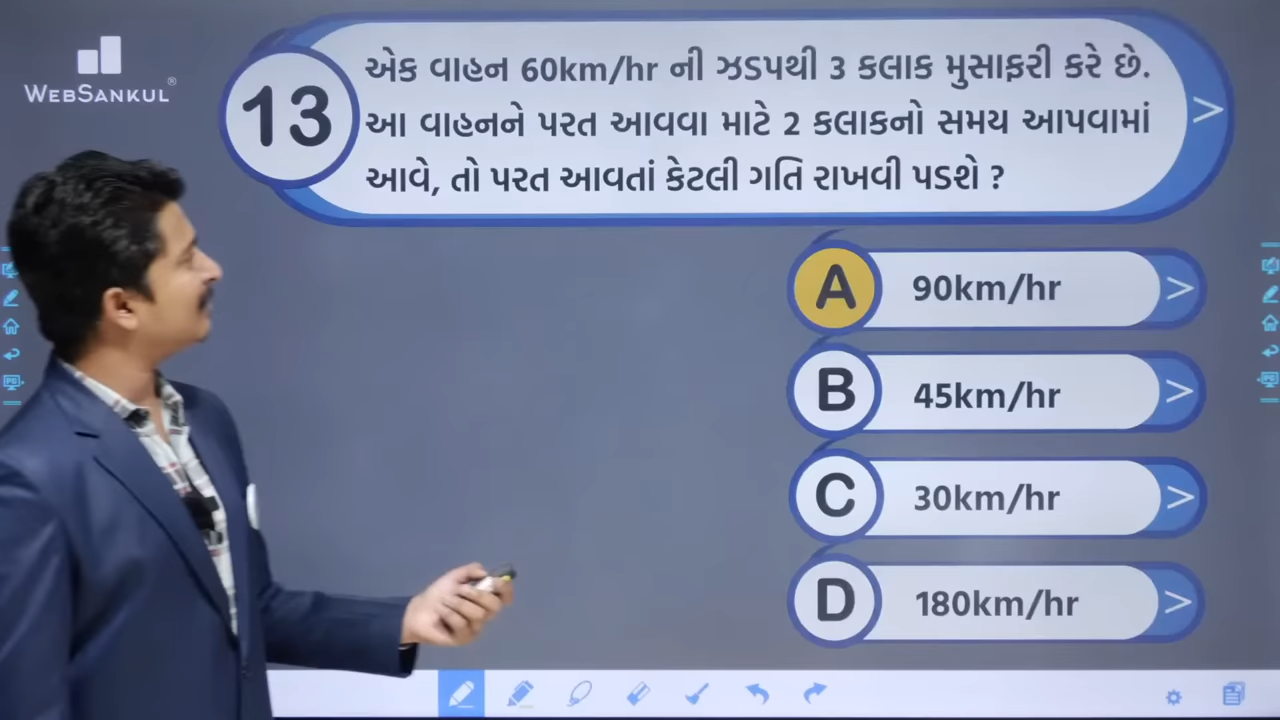 WEBSANKUL®
13
એક વાહન 60km/hr ની ઝડપથી 3 કલાક મુસાફરી કરે છે.
આ વાહનને પરત આવવા માટે 2 કલાકનો સમય આપવામાં
આવે, તો પરત આવતાં કેટલી ગતિ રાખવી પડશે ?
A 90km/hr
B 45km/hr
C 30km/hr
D 180km/hr